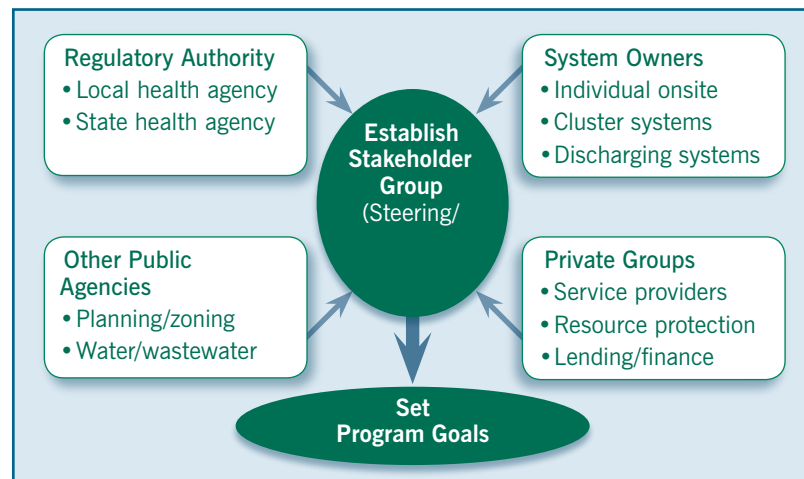 Regulatory Authority
• Local health agency
• State health agency
System Owners
• Individual onsite
• Cluster systems
• Discharging systems
Establish
Stakeholder
Group
(Steering/
Other Public
Agencies
• Planning/zoning
• Water/wastewater
Private Groups
• Service providers
• Resource protection
• Lending/finance
Set
Program Goals